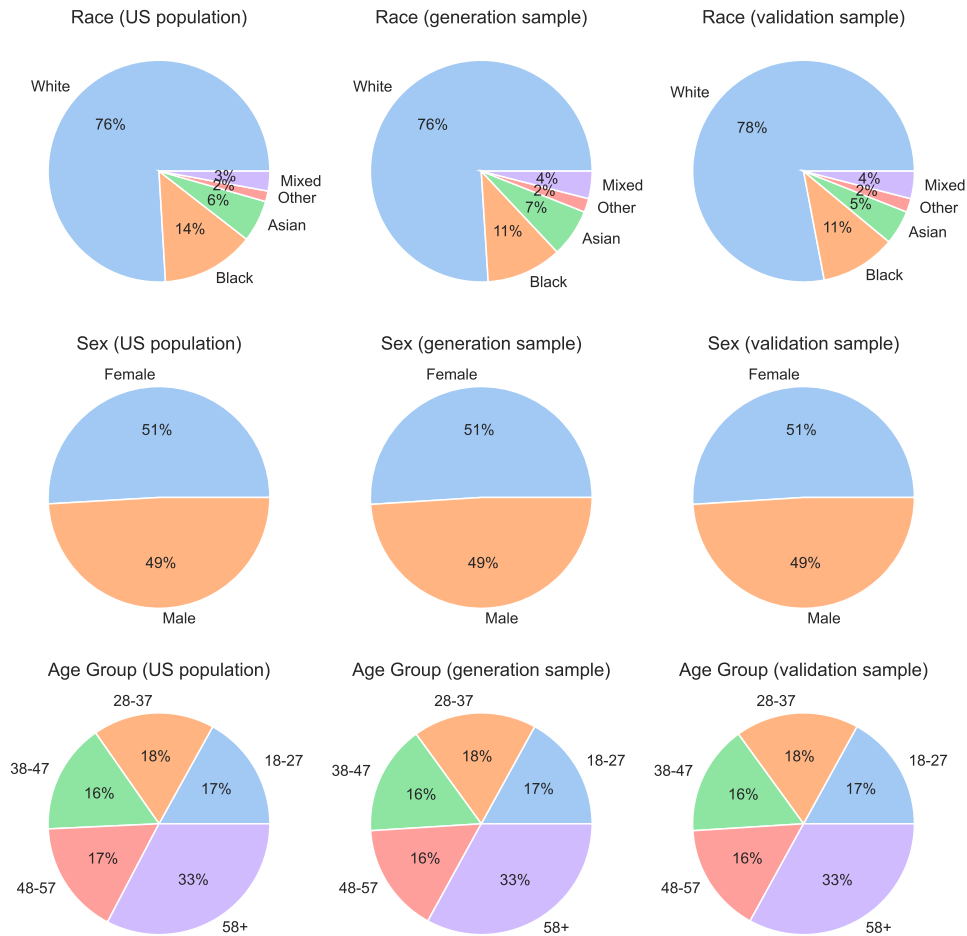 Race (US population)
White
76%
3%
Mixed
2%
Other
6%
Asian
14%
Black
Race (generation sample)
White
76%
4%
Mixed
2%
Other
7%
Asian
11%
Black
Race (validation sample)
White
78%
4%
Mixed
2%
Other
5%
Asian
11%
Black
Sex (US population)
Female
51%
49%
Male
Sex (generation sample)
Female
51%
49%
Male
Sex (validation sample)
Female
51%
49%
Male
Age Group (US population)
28-37
18%
18-27
17%
38-47
16%
48-57
17%
33%
58+
Age Group (generation sample)
28-37
18%
18-27
17%
38-47
16%
48-57
16%
33%
58+
Age Group (validation sample)
28-37
18%
18-27
17%
38-47
16%
48-57
16%
33%
58+